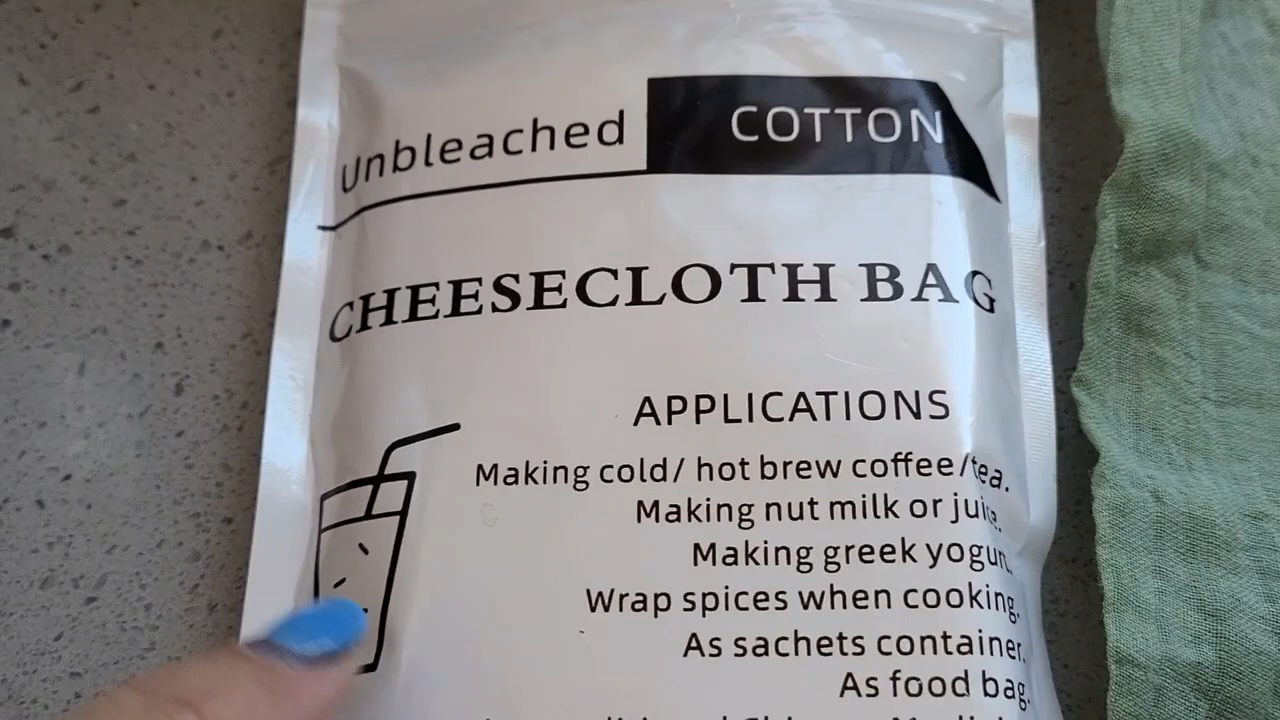 Unbleached COTTON
CHEESECLOTH BAG
APPLICATIONS
Making cold/ hot brew coffee/tea.
Making nut milk or juice.
Making greek yogurt.
Wrap spices when cooking.
As sachets container.
As food bag.